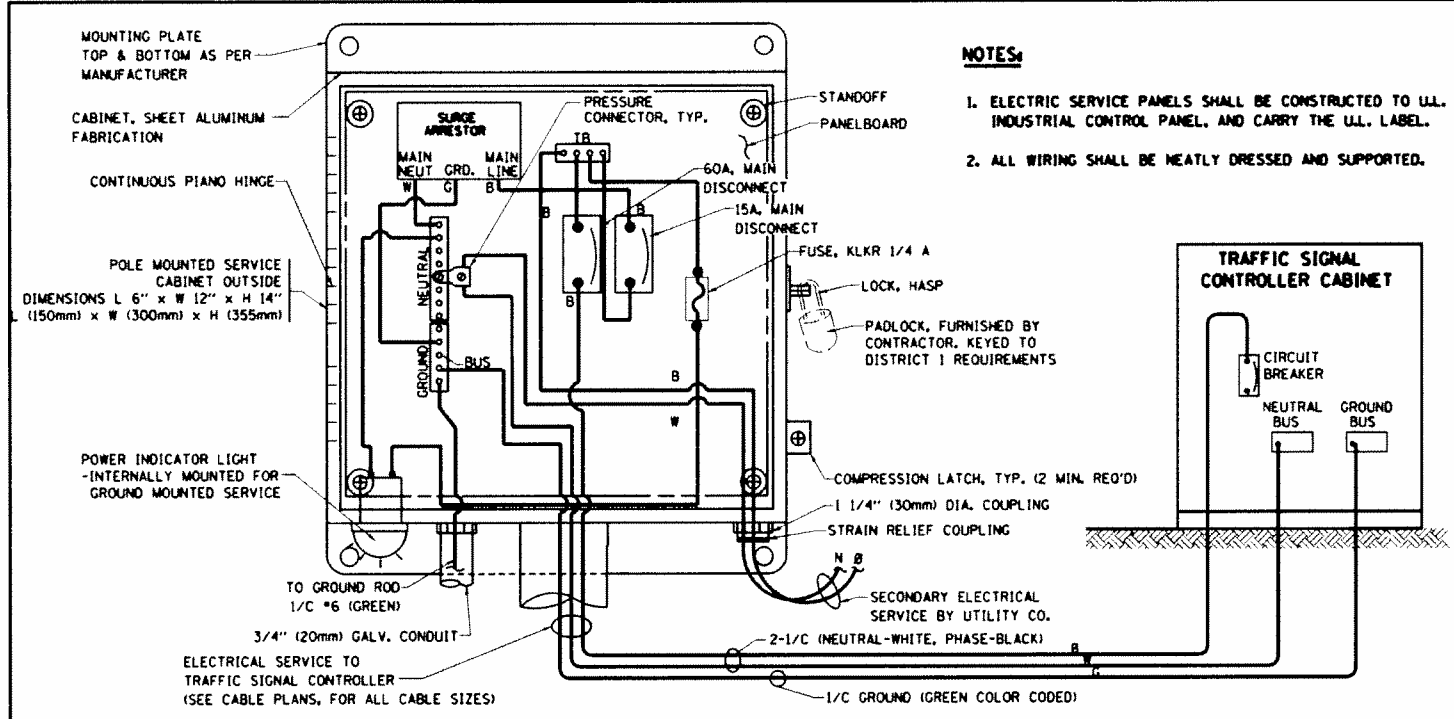 MOUNTING PLATE
TOP & BOTTOM AS PER
MANUFACTURER
CABINET, SHEET ALUMINUM
FABRICATION
CONTINUOUS PIANO HINGE
POLE MOUNTED SERVICE
CABINET OUTSIDE
DIMENSIONS L 6" x W 12" x H 14"
L (150mm) x W (300mm) x H (355mm)
POWER INDICATOR LIGHT
-INTERNALLY MOUNTED FOR
GROUND MOUNTED SERVICE
TO GROUND ROD
1/C #6 (GREEN)
3/4" (20mm) GALV. CONDUIT
ELECTRICAL SERVICE TO
TRAFFIC SIGNAL CONTROLLER
(SEE CABLE PLANS, FOR ALL CABLE SIZES)
SURGE
ARRESTOR
MAIN
NEUT
GRD.
MAIN
LINE
W
G
B
NEUTRAL
GROUND
BUS
PRESSURE
CONNECTOR, TYP.
TB
B
B
B
B
W
STANDOFF
PANELBOARD
60A, MAIN
DISCONNECT
15A, MAIN
DISCONNECT
FUSE, KLKR 1/4 A
LOCK, HASP
PADLOCK, FURNISHED BY
CONTRACTOR, KEYED TO
DISTRICT 1 REQUIREMENTS
COMPRESSION LATCH, TYP. (2 MIN. REQ'D)
1 1/4" (30mm) DIA. COUPLING
STRAIN RELIEF COUPLING
N Ø
SECONDARY ELECTRICAL
SERVICE BY UTILITY CO.
2-1/C (NEUTRAL-WHITE, PHASE-BLACK)
B
W
G
1/C GROUND (GREEN COLOR CODED)
NOTES:
1. ELECTRIC SERVICE PANELS SHALL BE CONSTRUCTED TO U.L.
INDUSTRIAL CONTROL PANEL, AND CARRY THE U.L. LABEL.
2. ALL WIRING SHALL BE NEATLY DRESSED AND SUPPORTED.
TRAFFIC SIGNAL
CONTROLLER CABINET
CIRCUIT
BREAKER
NEUTRAL
BUS
GROUND
BUS